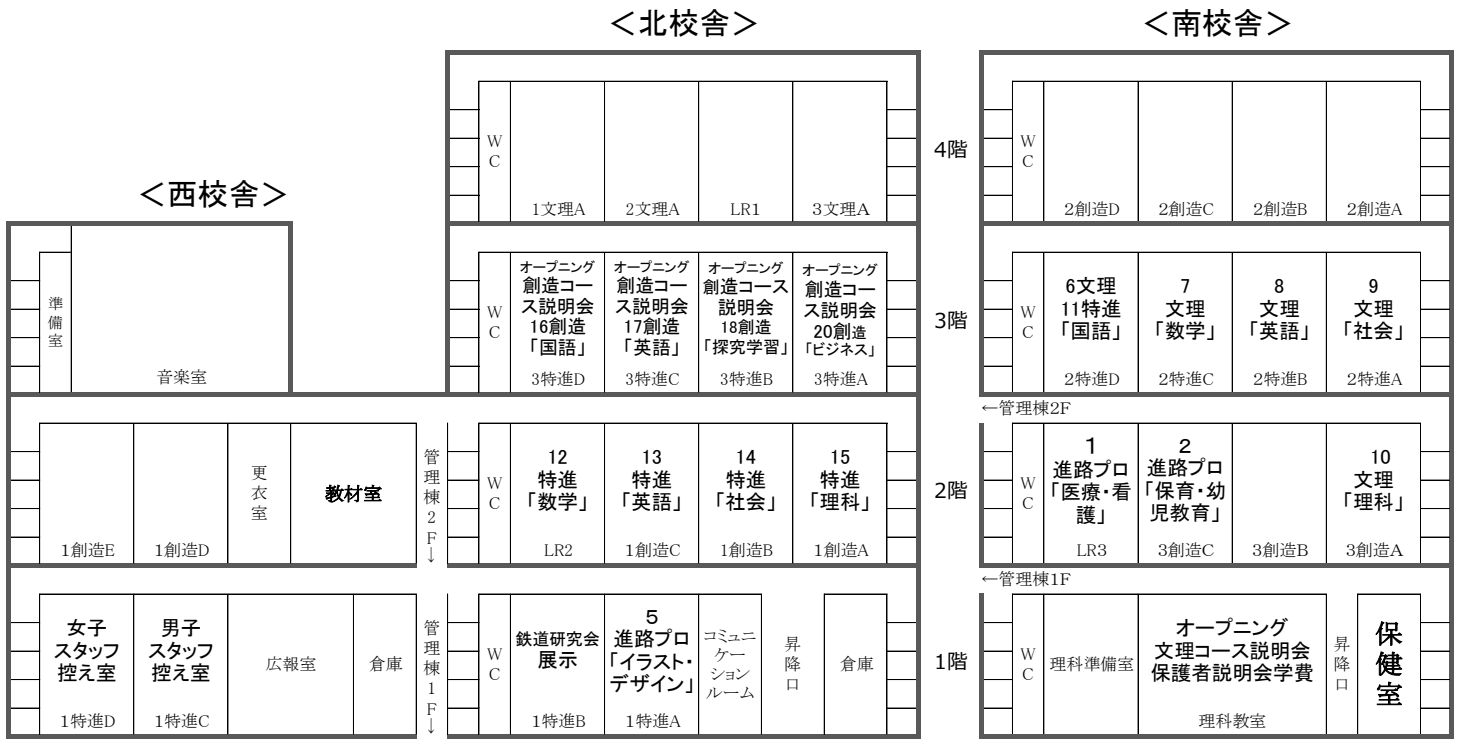 ＜北校舎＞
＜南校舎＞
＜西校舎＞
WC
1文理A
2文理A
LR1
3文理A
4階
WC
2創造D
2創造C
2創造B
2創造A
準備室
音楽室
WC
オープニング
創造コー
ス説明会
16創造
「国語」
3特進D
オープニング
創造コー
ス説明会
17創造
「英語」
3特進C
オープニング
創造コース
説明会
18創造
「探究学習」
3特進B
オープニング
創造コー
ス説明会
20創造
「ビジネス」
3特進A
3階
WC
6文理
11特進
「国語」
2特進D
7
文理
「数学」
2特進C
8
文理
「英語」
2特進B
9
文理
「社会」
2特進A
1創造E
1創造D
更衣室
教材室
管理棟2F↓
WC
12
特進
「数学」
LR2
13
特進
「英語」
1創造C
14
特進
「社会」
1創造B
15
特進
「理科」
1創造A
2階
←管理棟2F
WC
1
進路プロ
「医療・看
護」
LR3
2
進路プロ
「保育・幼
児教育」
3創造C
3創造B
10
文理
「理科」
3創造A
女子
スタッフ
控え室
1特進D
男子
スタッフ
控え室
1特進C
広報室
倉庫
管理棟1F↓
WC
鉄道研究会
展示
1特進B
5
進路プロ
「イラスト・
デザイン」
1特進A
コミュニ
ケー
ション
ルーム
昇降口
倉庫
1階
←管理棟1F
WC
理科準備室
オープニング
文理コース説明会
保護者説明会学費
理科教室
昇降口
保健室